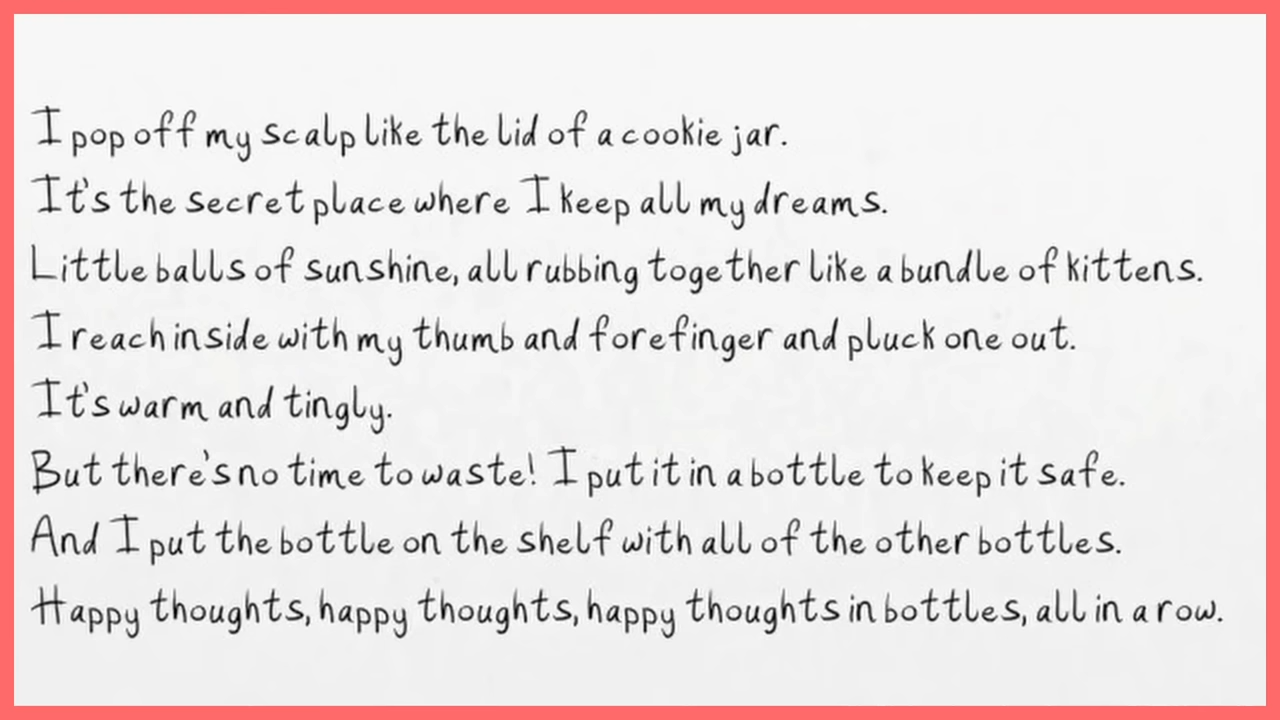 I pop off my scalp like the lid of a cookie jar.
It's the secret place where I keep all my dreams.
Little balls of sunshine, all rubbing together like a bundle of kittens.
I reach inside with my thumb and forefinger and pluck one out.
It's warm and tingly.
But there's no time to waste! I put it in a bottle to keep it safe.
And I put the bottle on the shelf with all of the other bottles.
Happy thoughts, happy thoughts, happy thoughts in bottles, all in a row.